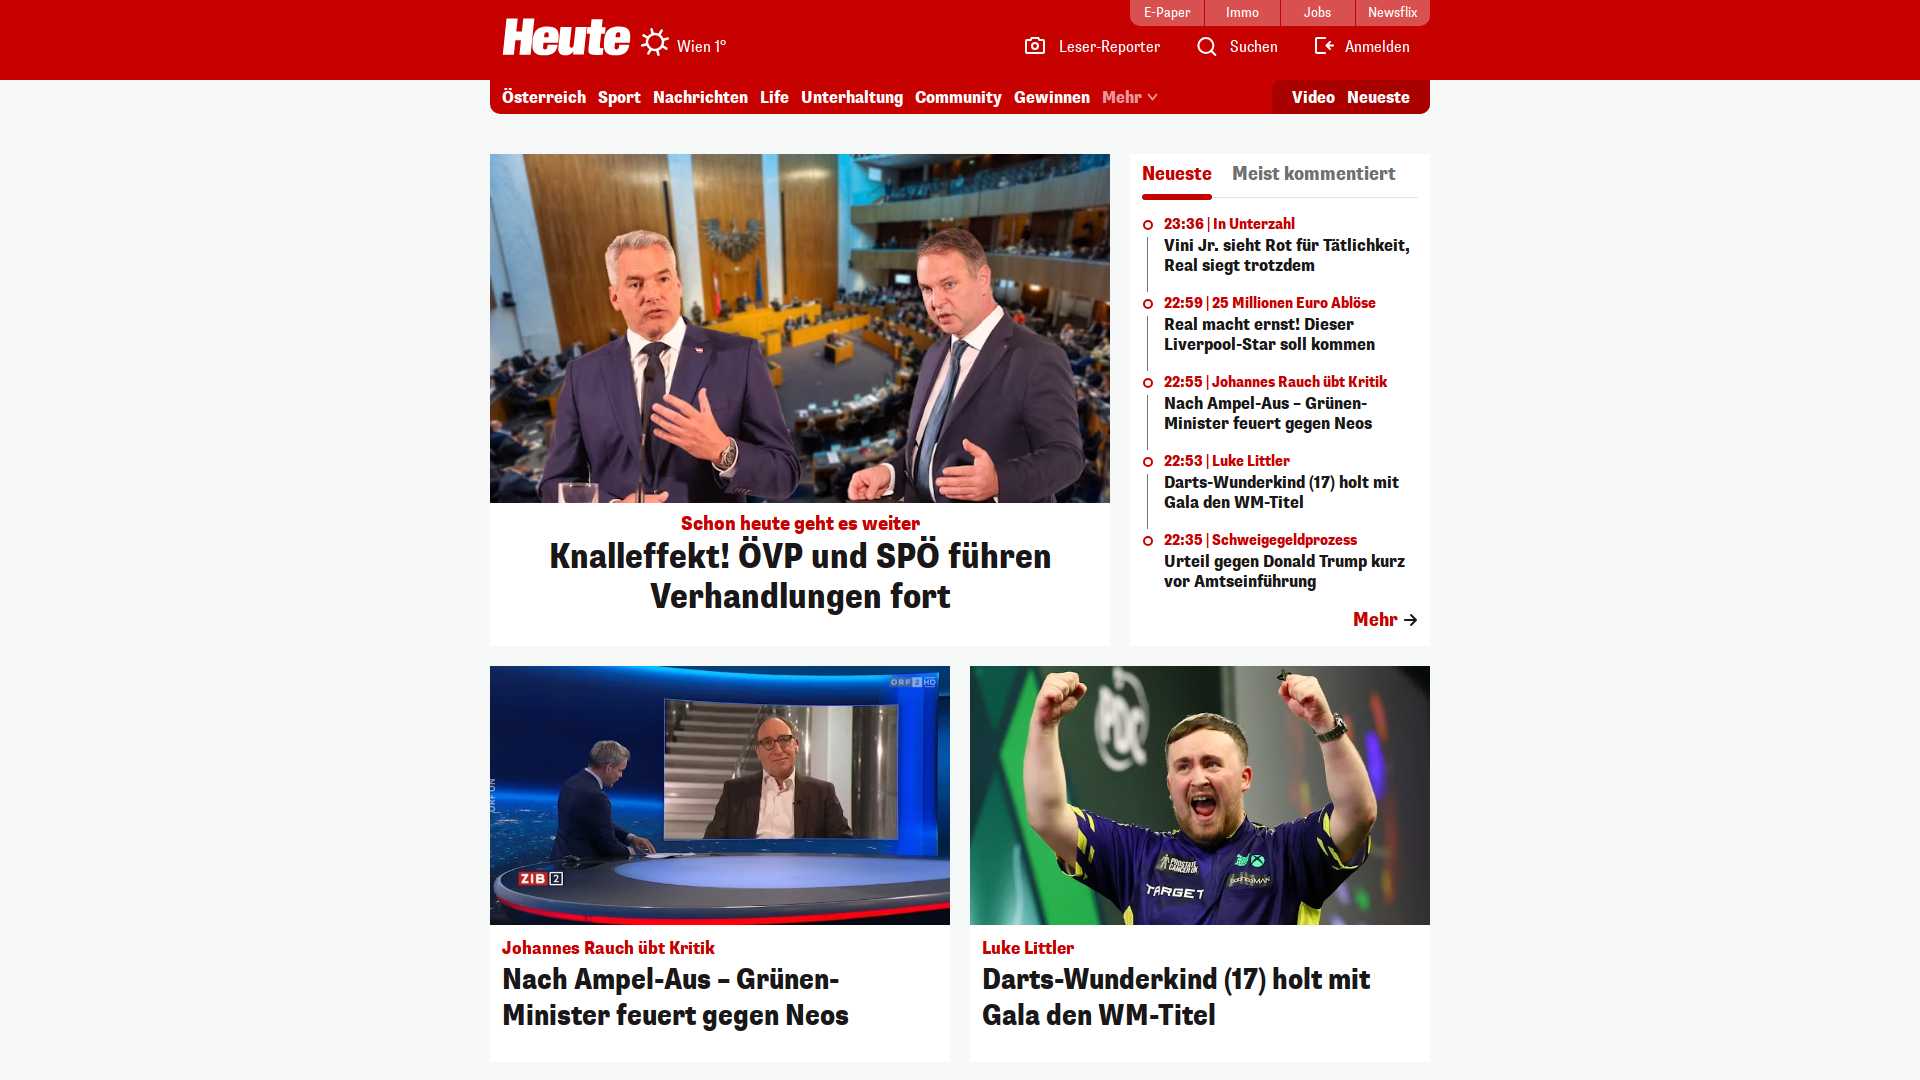 E-Paper
Immo
Jobs
Newsflix
Heute
Wien 1°
Leser-Reporter
Suchen
Anmelden
Österreich
Sport
Nachrichten
Life
Unterhaltung
Community
Gewinnen
Mehr
Video
Neueste
Schon heute geht es weiter
Knalleffekt! ÖVP und SPÖ führen
Verhandlungen fort
Neueste
Meist kommentiert
23:36 | In Unterzahl
Vini Jr. sieht Rot für Tätlichkeit,
Real siegt trotzdem
22:59 | 25 Millionen Euro Ablöse
Real macht ernst! Dieser
Liverpool-Star soll kommen
22:55 | Johannes Rauch übt Kritik
Nach Ampel-Aus – Grünen-
Minister feuert gegen Neos
22:53 | Luke Littler
Darts-Wunderkind (17) holt mit
Gala den WM-Titel
22:35 | Schweigegeldprozess
Urteil gegen Donald Trump kurz
vor Amtseinführung
Mehr
ORF 2 HD
ZIB 2
Johannes Rauch übt Kritik
Nach Ampel-Aus – Grünen-
Minister feuert gegen Neos
PDC
PROSTATE
CANCER UK
TARGET
Luke Littler
Darts-Wunderkind (17) holt mit
Gala den WM-Titel